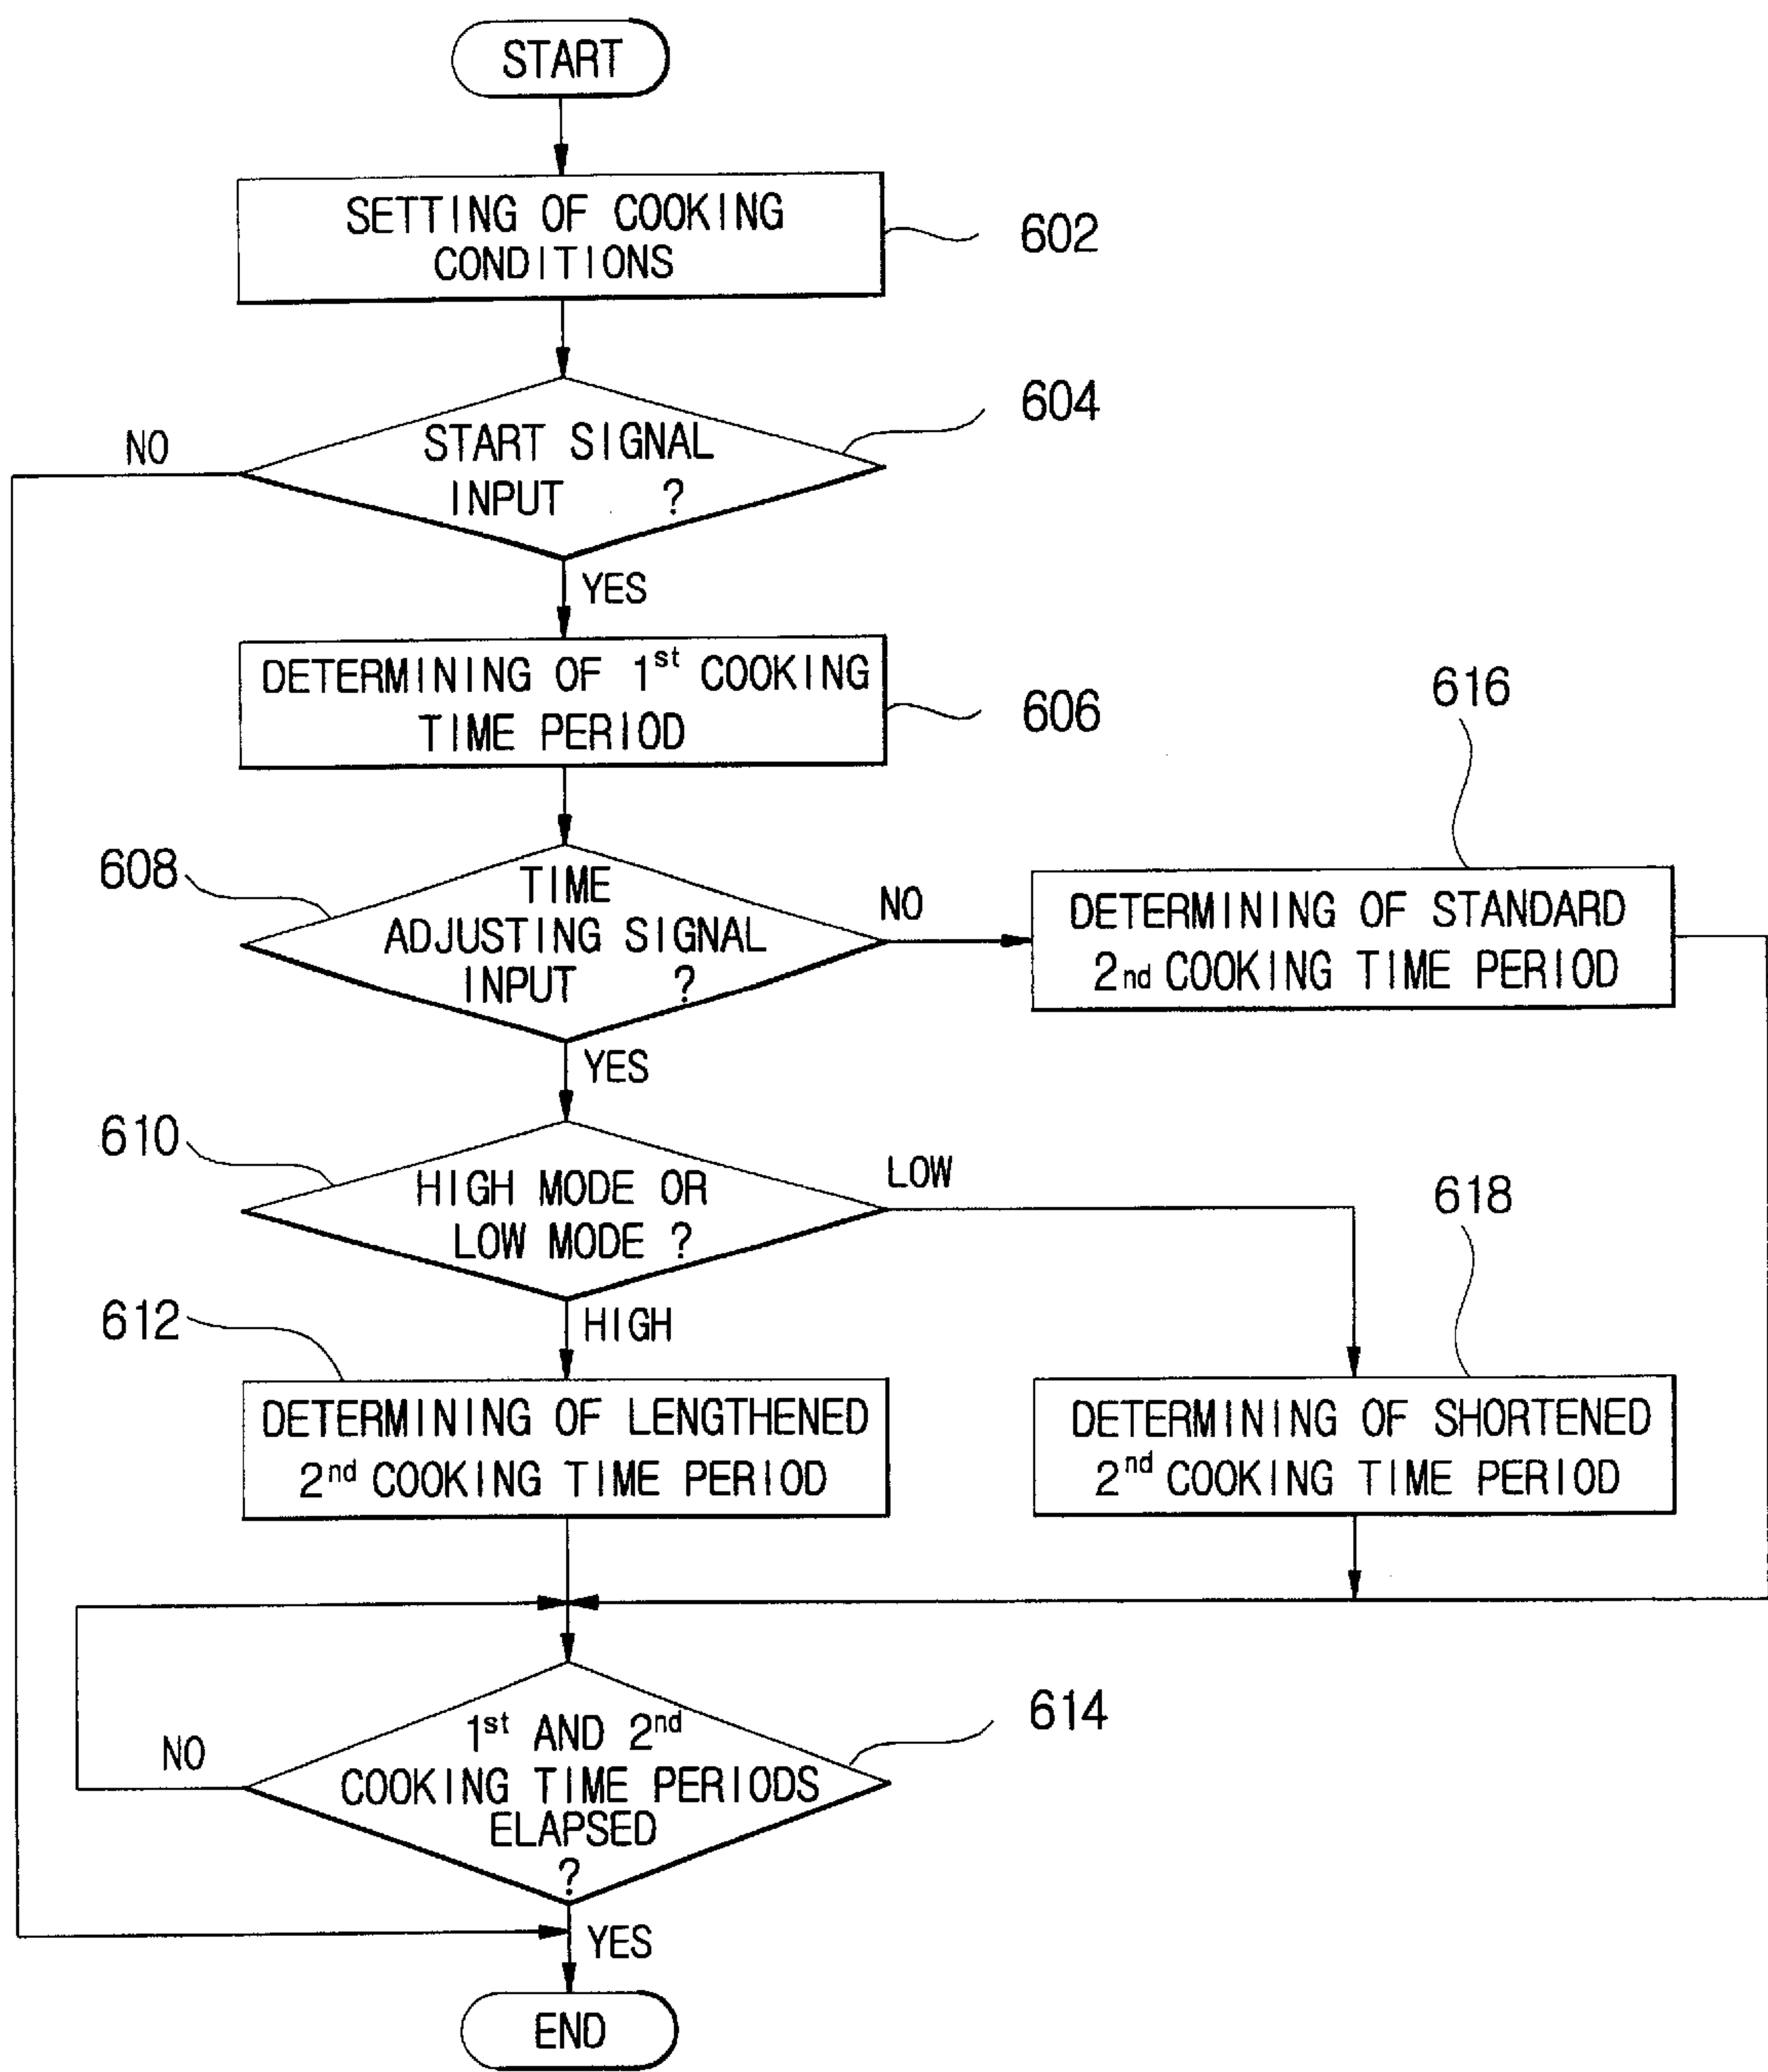 START
SETTING OF COOKING
CONDITIONS
602
604
NO
START SIGNAL
INPUT ?
YES
DETERMINING OF 1st COOKING
TIME PERIOD
606
616
608
TIME
ADJUSTING SIGNAL
INPUT ?
NO
DETERMINING OF STANDARD
2nd COOKING TIME PERIOD
YES
610
HIGH MODE OR
LOW MODE ?
LOW
618
612
HIGH
DETERMINING OF LENGTHENED
2nd COOKING TIME PERIOD
DETERMINING OF SHORTENED
2nd COOKING TIME PERIOD
614
NO
1st AND 2nd
COOKING TIME PERIODS
ELAPSED
?
YES
END